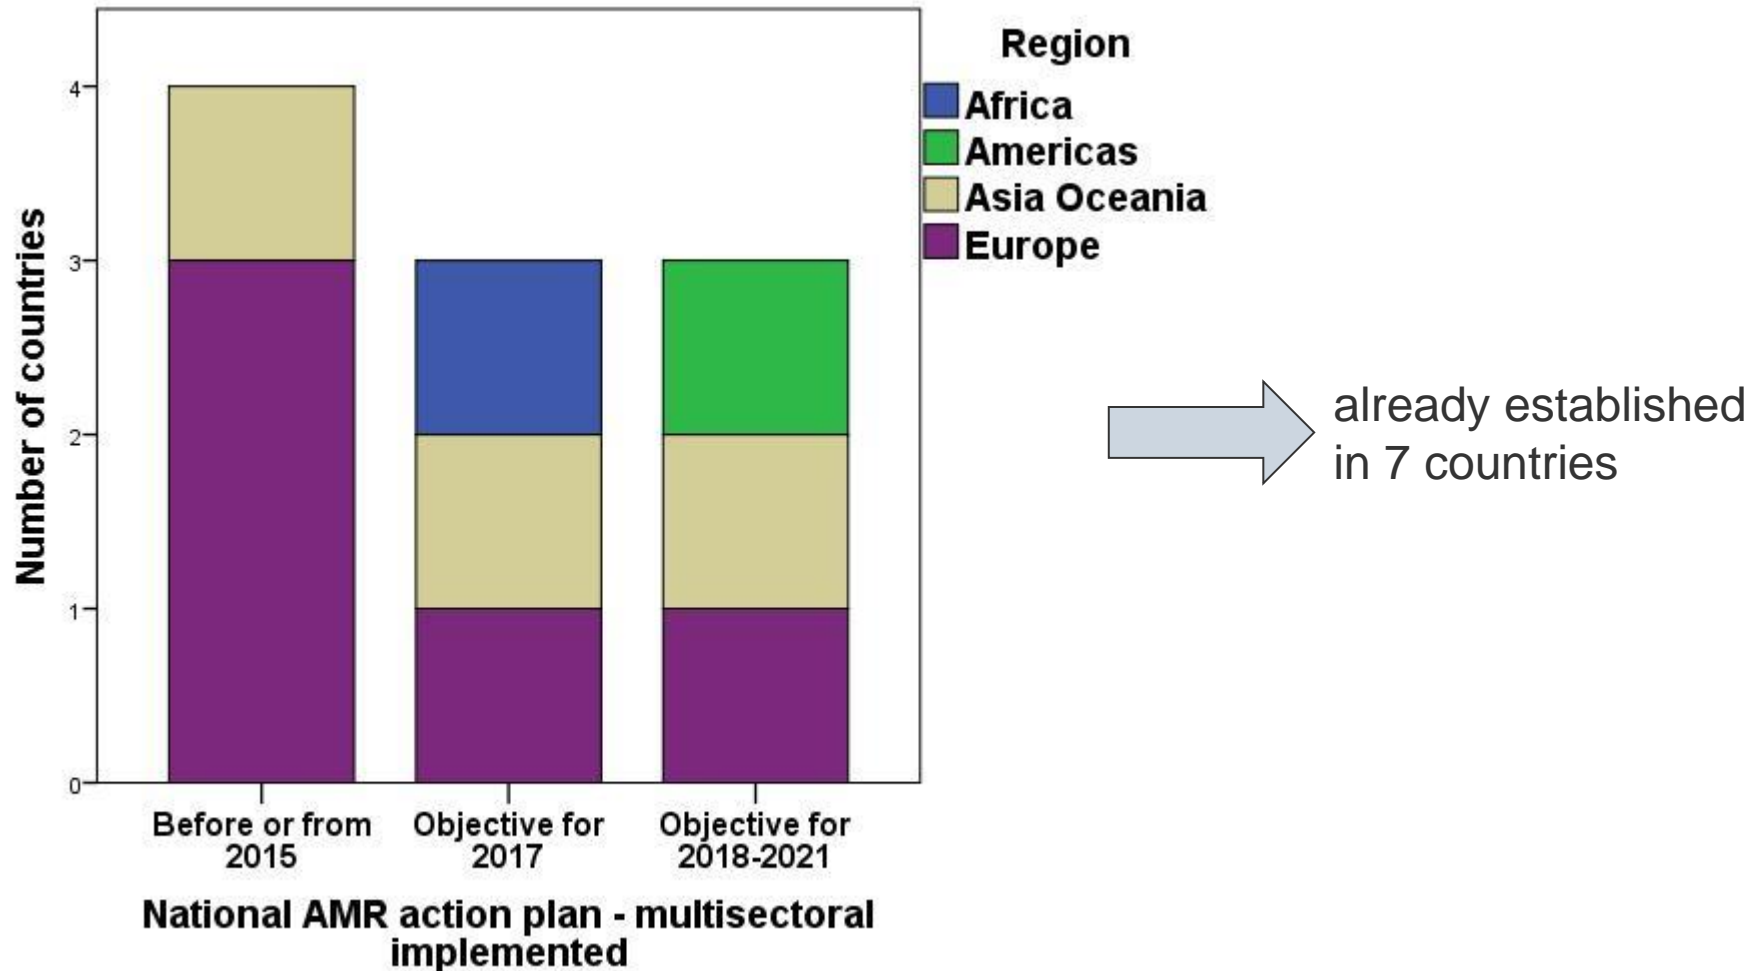 Number of countries
4
3
2
1
0
Before or from
2015
Objective for
2017
Objective for
2018-2021
National AMR action plan - multisectoral
implemented
Region
Africa
Americas
Asia Oceania
Europe
already established
in 7 countries